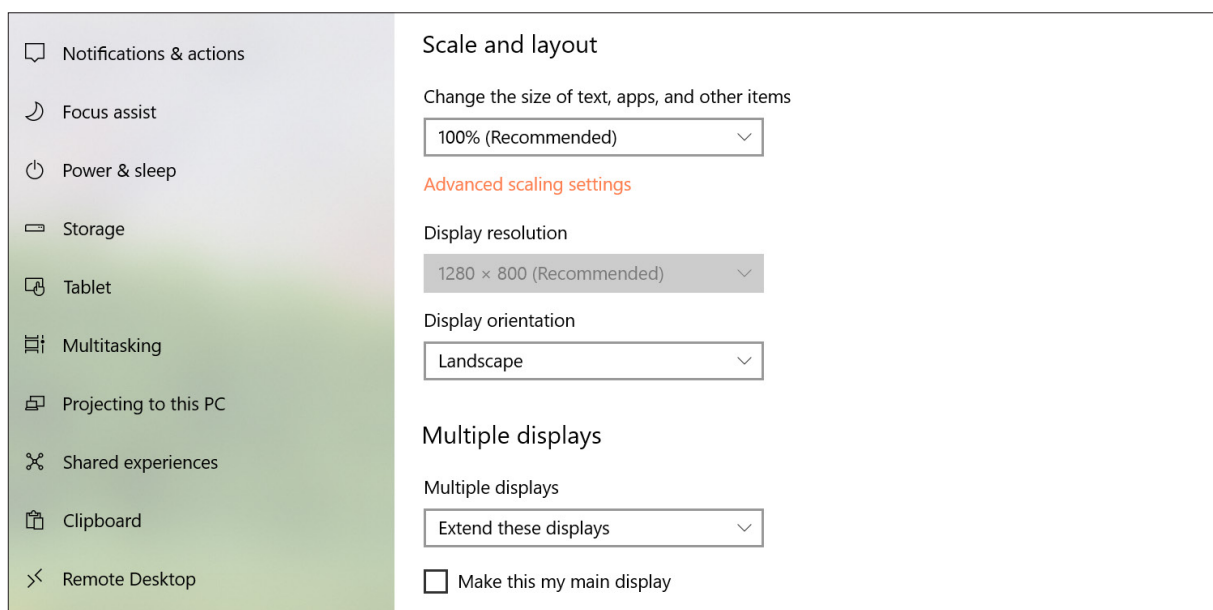 Notifications & actions
Focus assist
Power & sleep
Storage
Tablet
Multitasking
Projecting to this PC
Shared experiences
Clipboard
Remote Desktop
Scale and layout
Change the size of text, apps, and other items
100% (Recommended)
Advanced scaling settings
Display resolution
1280 × 800 (Recommended)
Display orientation
Landscape
Multiple displays
Multiple displays
Extend these displays
Make this my main display